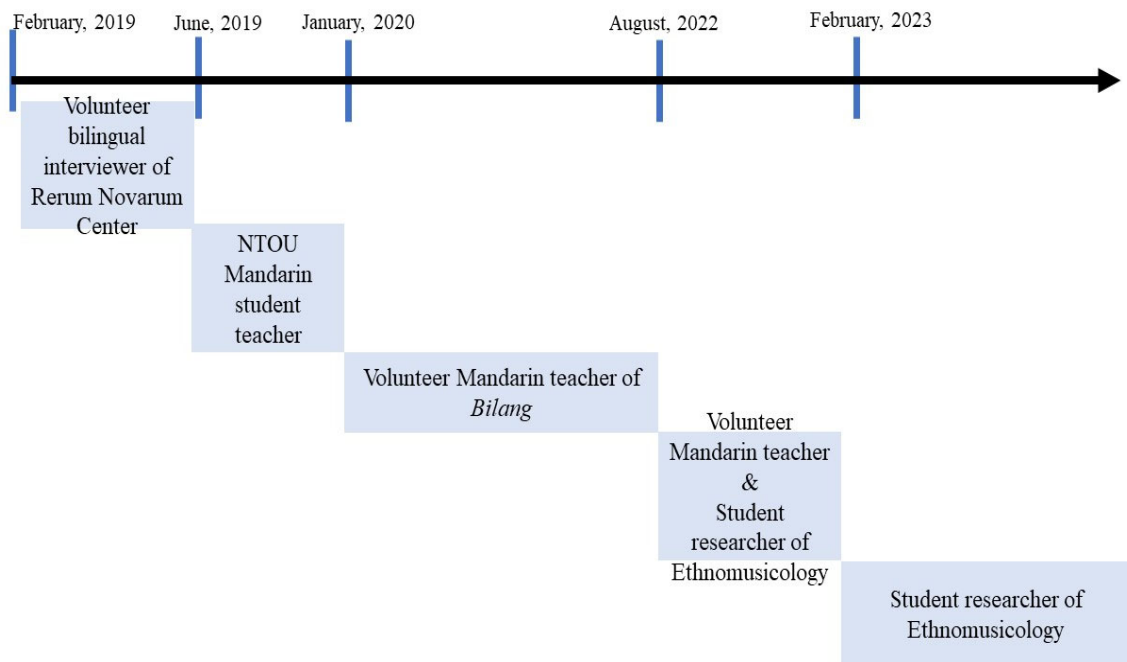 February, 2019
June, 2019
January, 2020
August, 2022
February, 2023
Volunteer
bilingual
interviewer of
Rerum Novarum
Center
NTOU
Mandarin
student
teacher
Volunteer Mandarin teacher of
Bilang
Volunteer
Mandarin teacher
&
Student
researcher of
Ethnomusicology
Student researcher of
Ethnomusicology